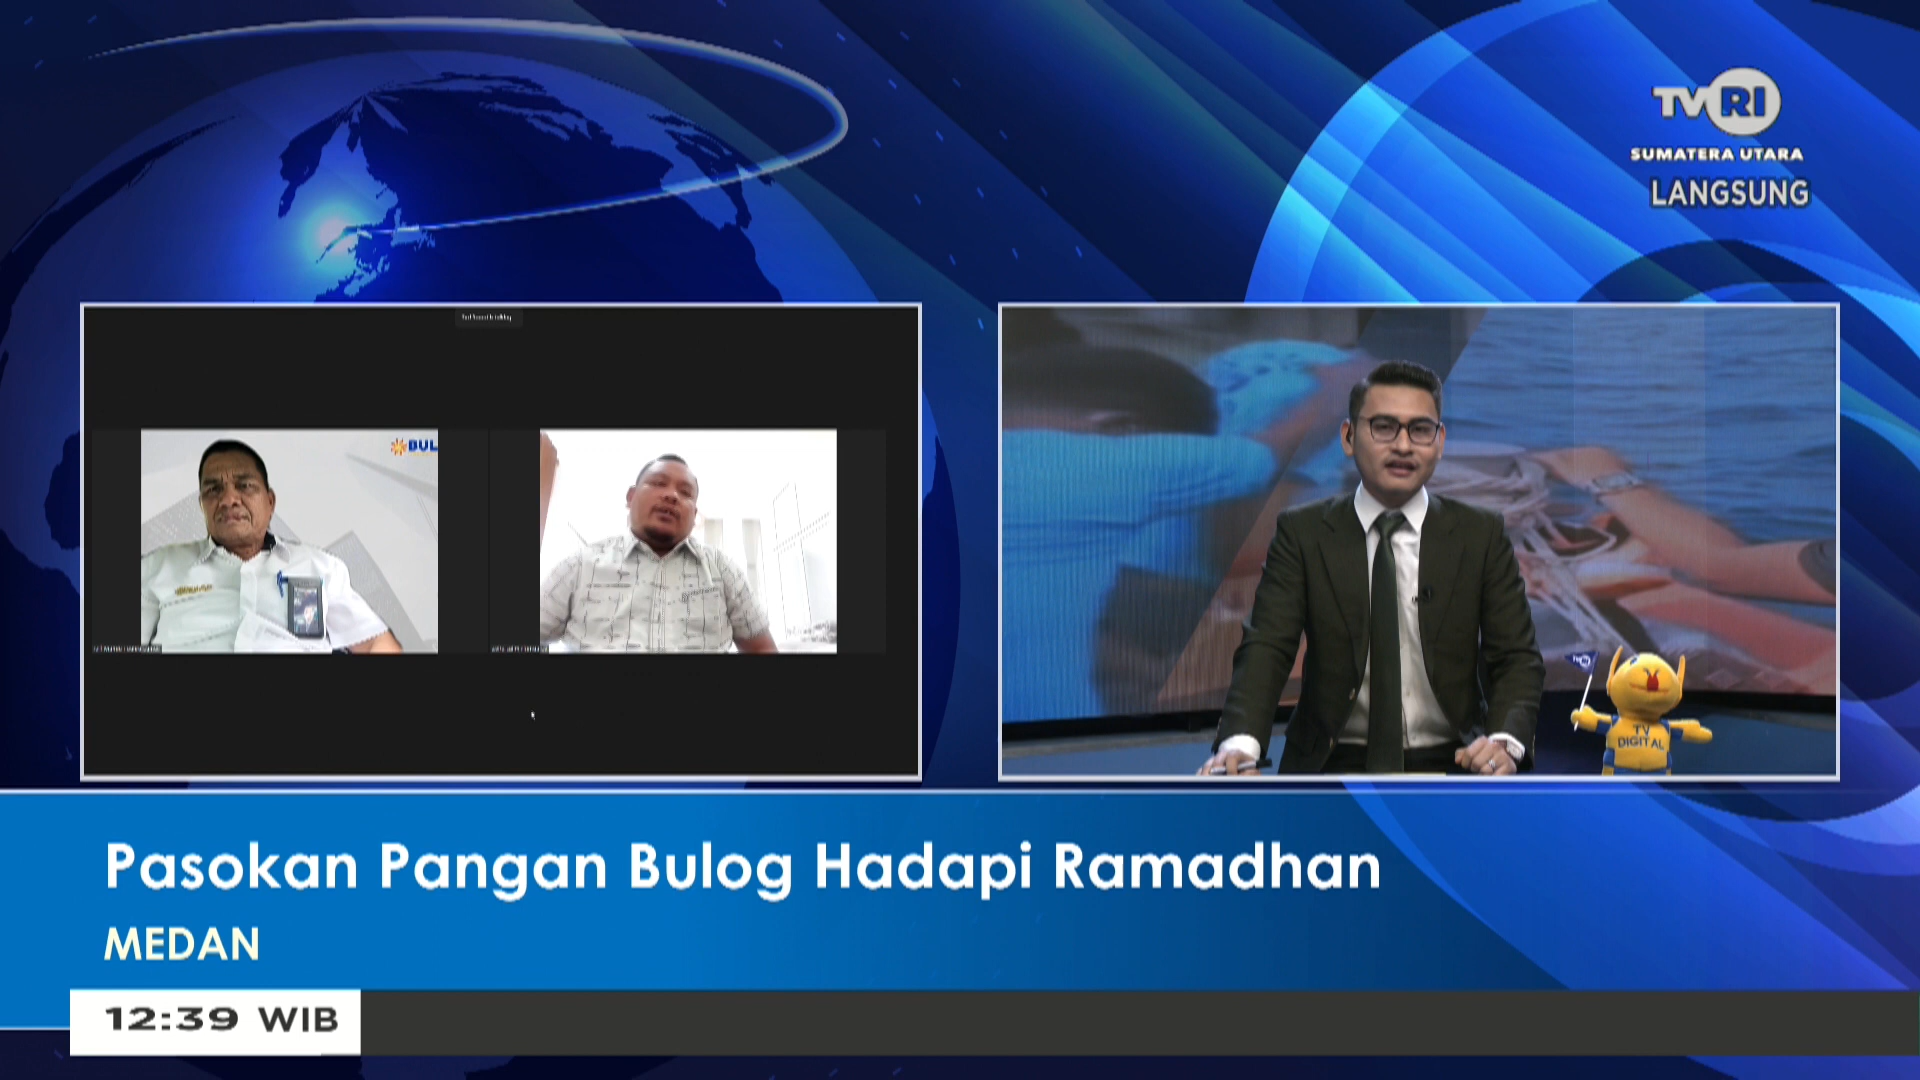 TVRI
SUMATERA UTARA
LANGSUNG
BUL
TV
DIGITAL
Pasokan Pangan Bulog Hadapi Ramadhan
MEDAN
12:39 WIB